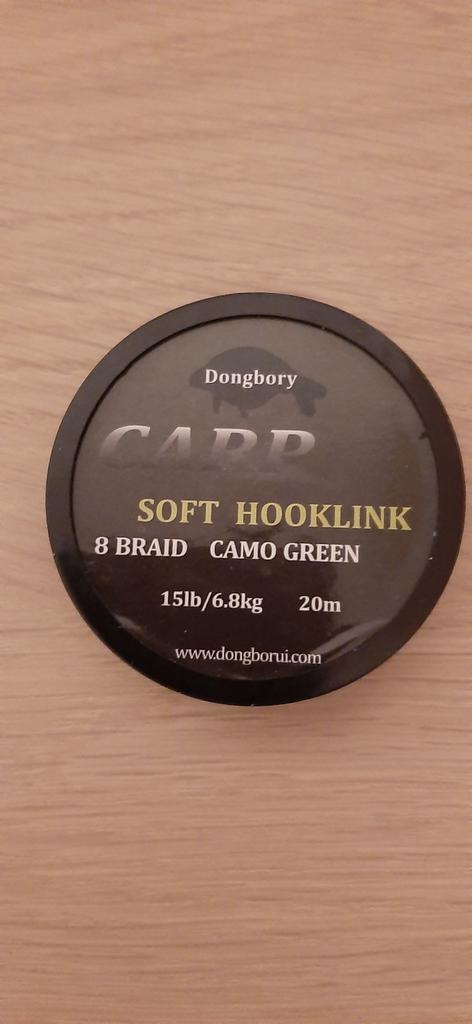 Dongbory
CARP
SOFT HOOKLINK
8 BRAID CAMO GREEN
15lb/6.8kg 20m
www.dongborui.com